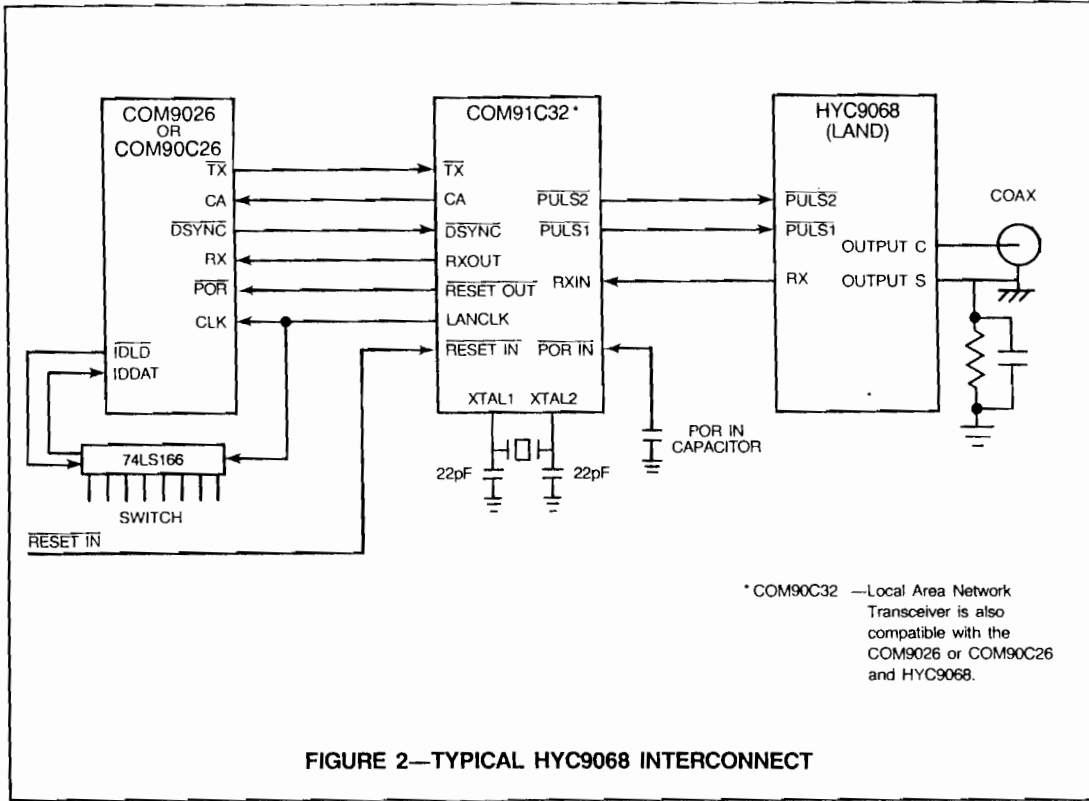 COM9026
OR
COM90C26
TX
CA
DSYNC
RX
POR
CLK
IDLD
IDDAT
74LS166
SWITCH
RESET IN
COM91C32*
TX
CA
DSYNC
RXOUT
RESET OUT
LANCLK
RESET IN
PULS2
PULS1
RXIN
POR IN
XTAL1 XTAL2
22pF 22pF
POR IN
CAPACITOR
HYC9068
(LAND)
PULS2
PULS1
RX
OUTPUT C
OUTPUT S
COAX
* COM90C32 —Local Area Network
Transceiver is also
compatible with the
COM9026 or COM90C26
and HYC9068.
FIGURE 2—TYPICAL HYC9068 INTERCONNECT